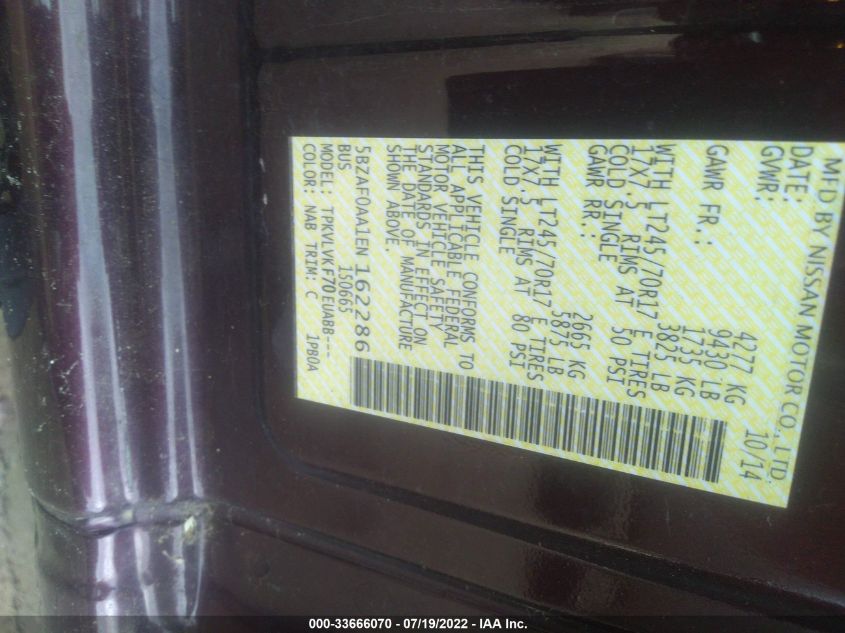 MFD BY NISSAN MOTOR CO., LTD.
DATE: 10/14
GVWR: 4277 KG
9430 LB
GAWR FR.: 1735 KG
3825 LB
WITH LT245/70R17 E TIRES
17X7.5 RIMS AT 50 PSI
COLD SINGLE
GAWR RR.: 2665 KG
5875 LB
WITH LT245/70R17 E TIRES
17X7.5 RIMS AT 80 PSI
COLD SINGLE
THIS VEHICLE CONFORMS TO
ALL APPLICABLE FEDERAL
MOTOR VEHICLE SAFETY
STANDARDS IN EFFECT ON
THE DATE OF MANUFACTURE
SHOWN ABOVE.
5BZAF0AA1EN162286
BUS 150665
MODEL: TPKVLVKF70EUABB---
COLOR: NAB TRIM: C 1PB0A
000-33666070 - 07/19/2022 - IAA Inc.